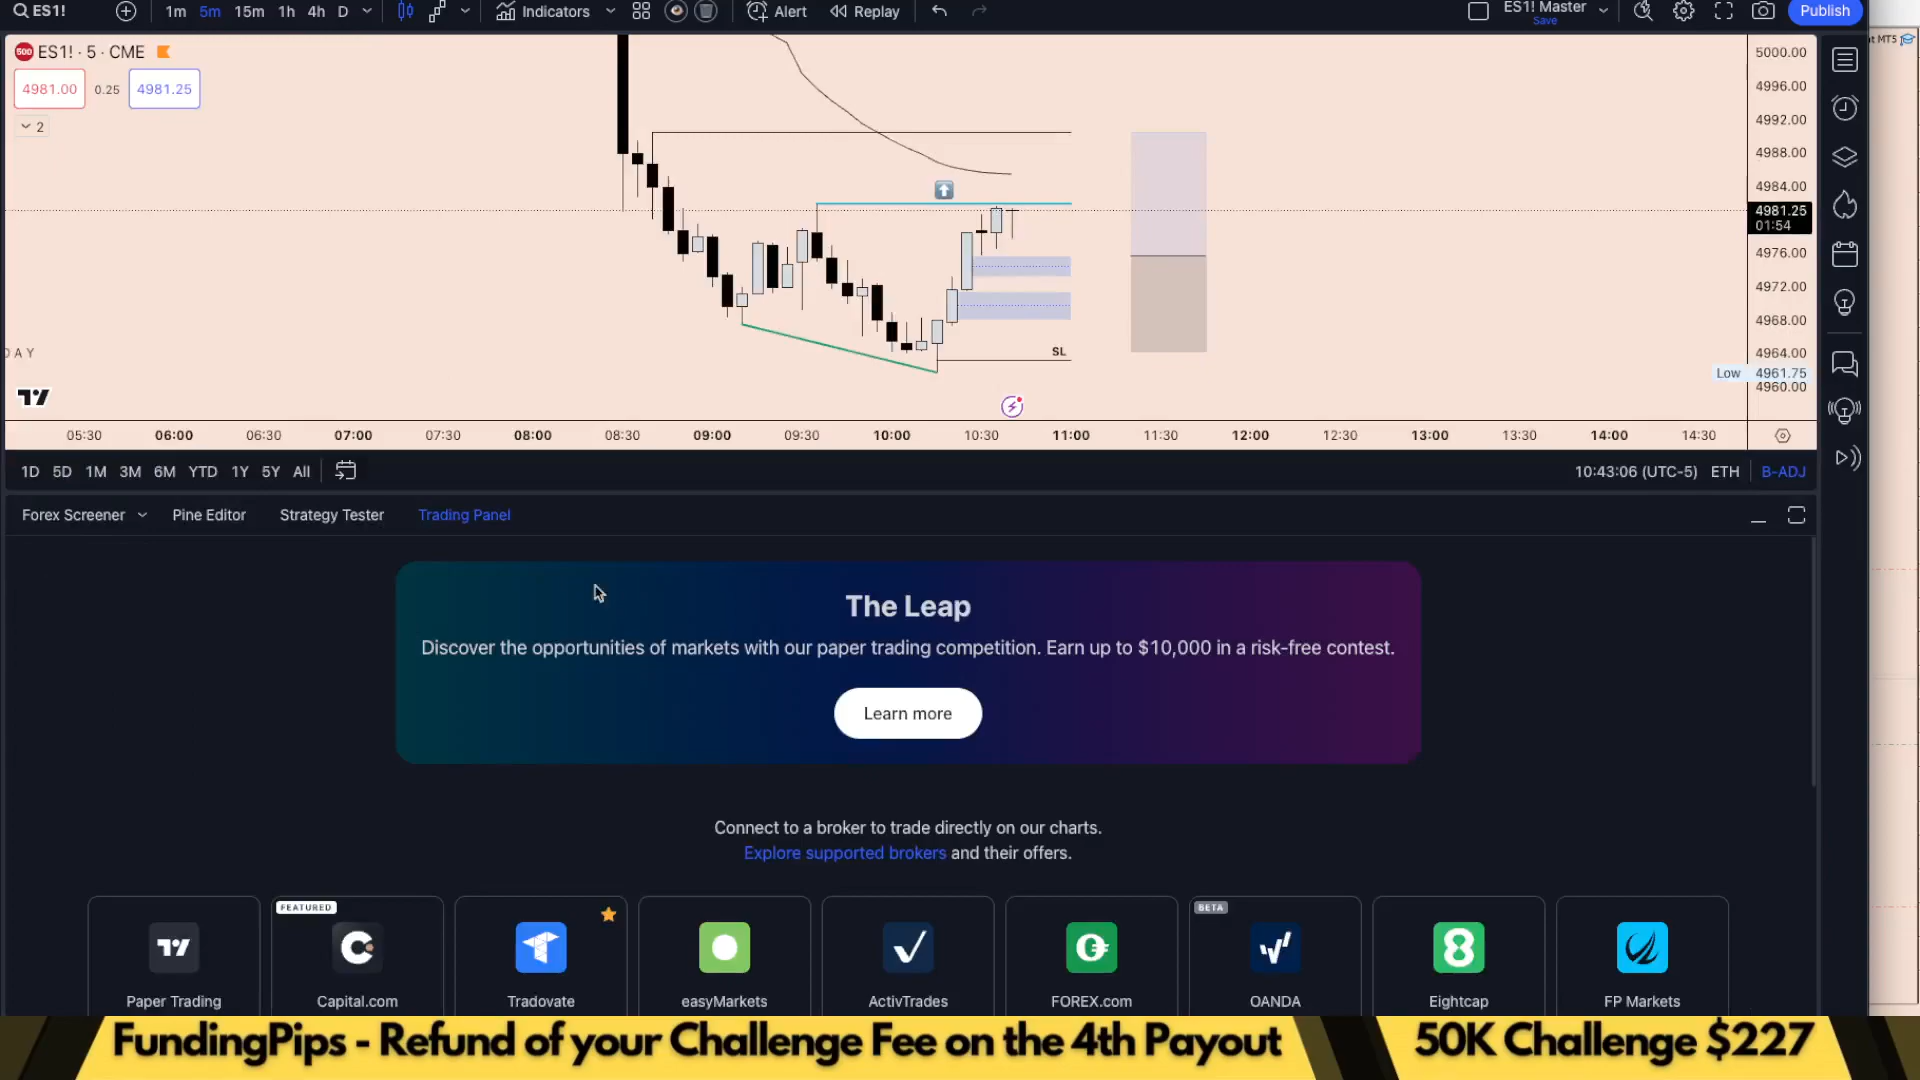 ES1! 1m 5m 15m 1h 4h D Indicators Alert Replay ES1! Master Save Publish
ES1! · 5 · CME
4981.00 0.25 4981.25
2
5000.00
4996.00
4992.00
4988.00
4984.00
4981.25
01:54
4976.00
4972.00
4968.00
4964.00
Low 4961.75
4960.00
SL
DAY
t MT5
05:30 06:00 06:30 07:00 07:30 08:00 08:30 09:00 09:30 10:00 10:30 11:00 11:30 12:00 12:30 13:00 13:30 14:00 14:30
1D 5D 1M 3M 6M YTD 1Y 5Y All 10:43:06 (UTC-5) ETH B-ADJ
Forex Screener Pine Editor Strategy Tester Trading Panel
The Leap
Discover the opportunities of markets with our paper trading competition. Earn up to $10,000 in a risk-free contest.
Learn more
Connect to a broker to trade directly on our charts.
Explore supported brokers and their offers.
FEATURED BETA
Paper Trading Capital.com Tradovate easyMarkets ActivTrades FOREX.com OANDA Eightcap FP Markets
FundingPips - Refund of your Challenge Fee on the 4th Payout 50K Challenge $227